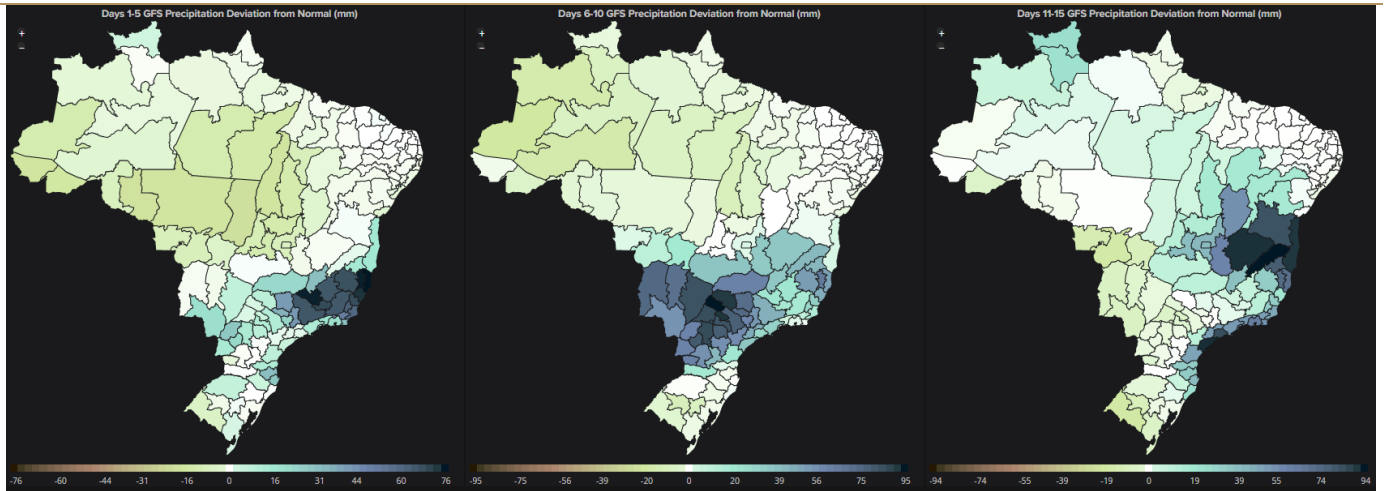 Days 1-5 GFS Precipitation Deviation from Normal (mm)
+
−
-76 -60 -44 -31 -16 0 16 31 44 60 76
Days 6-10 GFS Precipitation Deviation from Normal (mm)
+
−
-95 -75 -56 -39 -20 0 20 39 56 75 95
Days 11-15 GFS Precipitation Deviation from Normal (mm)
+
−
-94 -74 -55 -39 -19 0 19 39 55 74 94